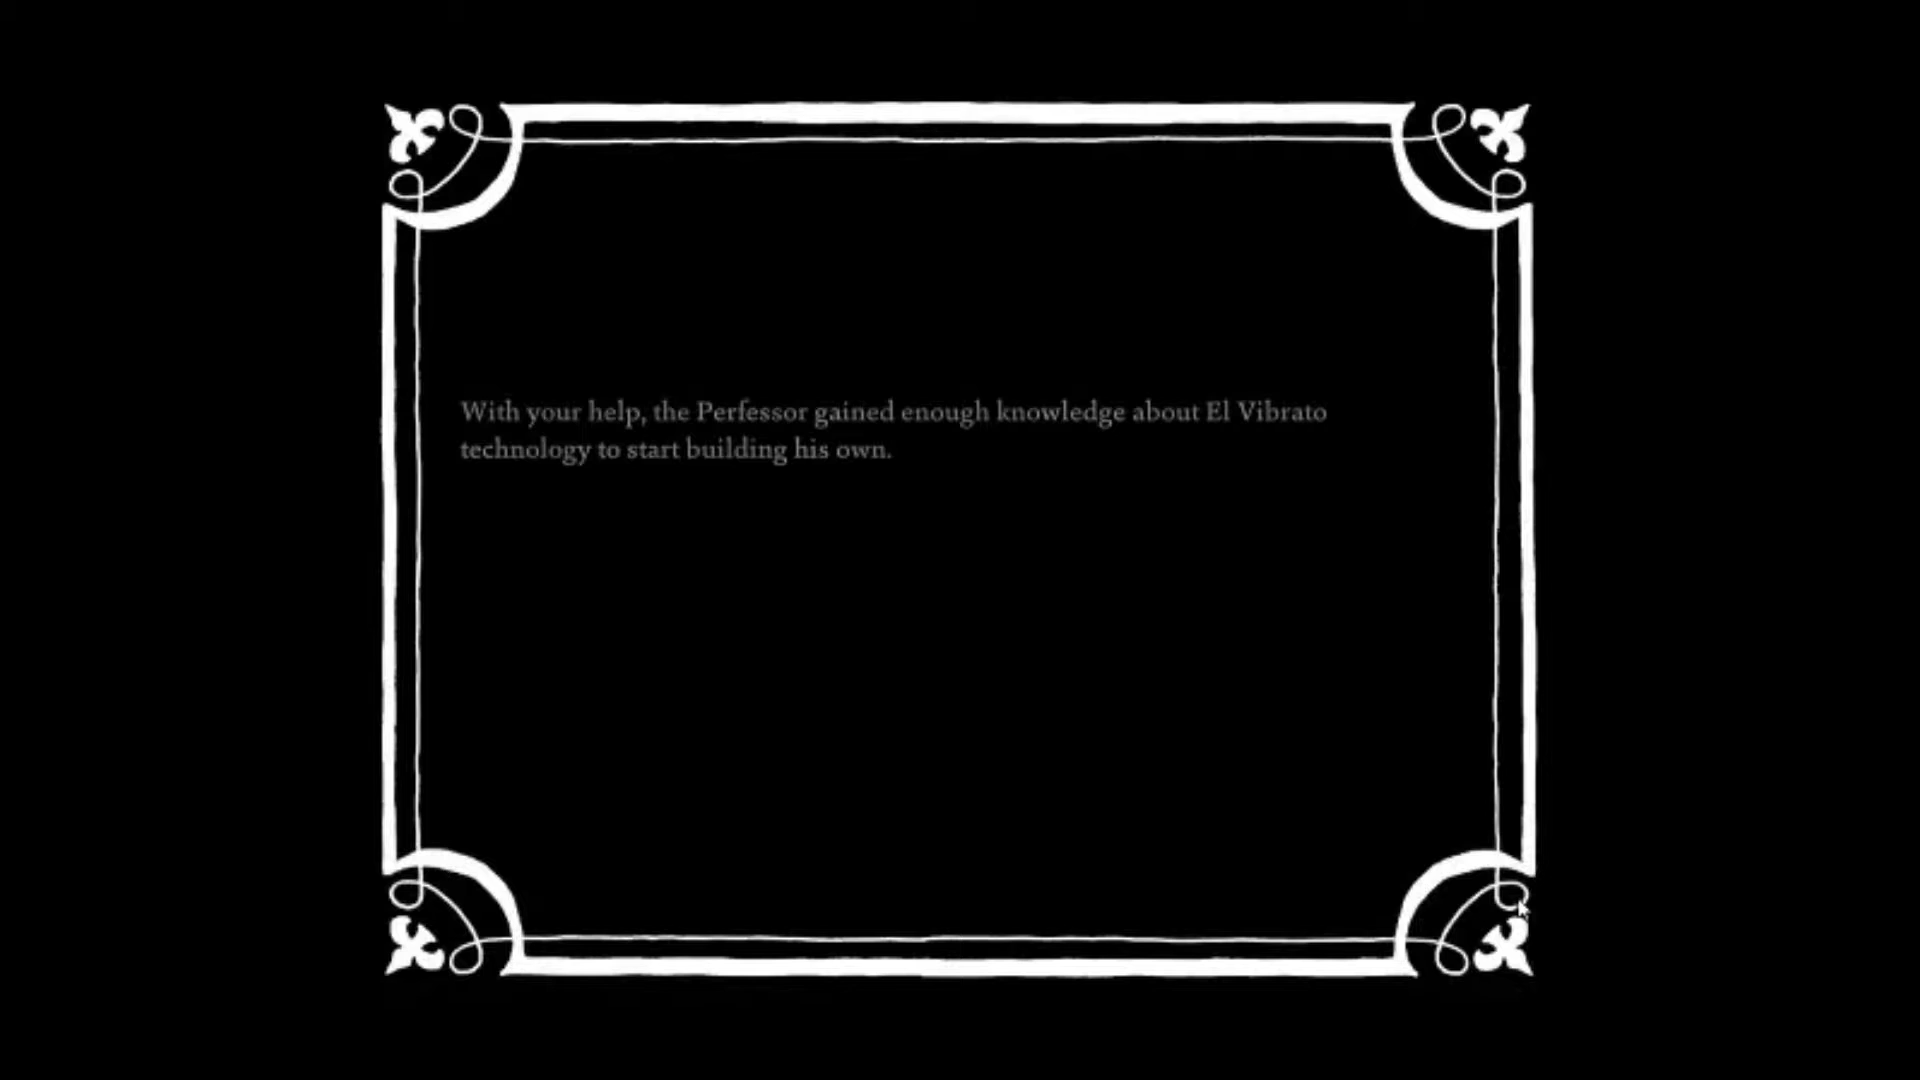 With your help, the Perfessor gained enough knowledge about El Vibrato
technology to start building his own.